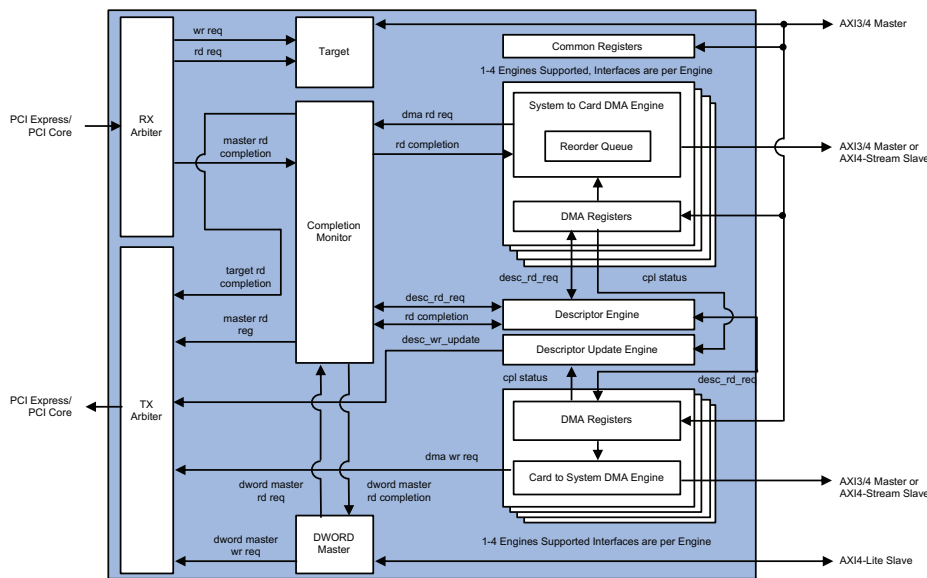 wr req
rd req
Target
AXI3/4 Master
Common Registers
1-4 Engines Supported, Interfaces are per Engine
PCI Express/
PCI Core
RX
Arbiter
master rd
completion
dma rd req
rd completion
System to Card DMA Engine
Reorder Queue
AXI3/4 Master or
AXI4-Stream Slave
DMA Registers
Completion
Monitor
target rd
completion
desc_rd_req
cpl status
desc_rd_req
rd completion
Descriptor Engine
master rd
reg
desc_wr_update
Descriptor Update Engine
cpl status
desc_rd_req
PCI Express/
PCI Core
TX
Arbiter
DMA Registers
dma wr req
Card to System DMA Engine
AXI3/4 Master or
AXI4-Stream Slave
dword master
rd req
dword master
rd completion
dword master
wr req
DWORD
Master
1-4 Engines Supported Interfaces are per Engine
AXI4-Lite Slave